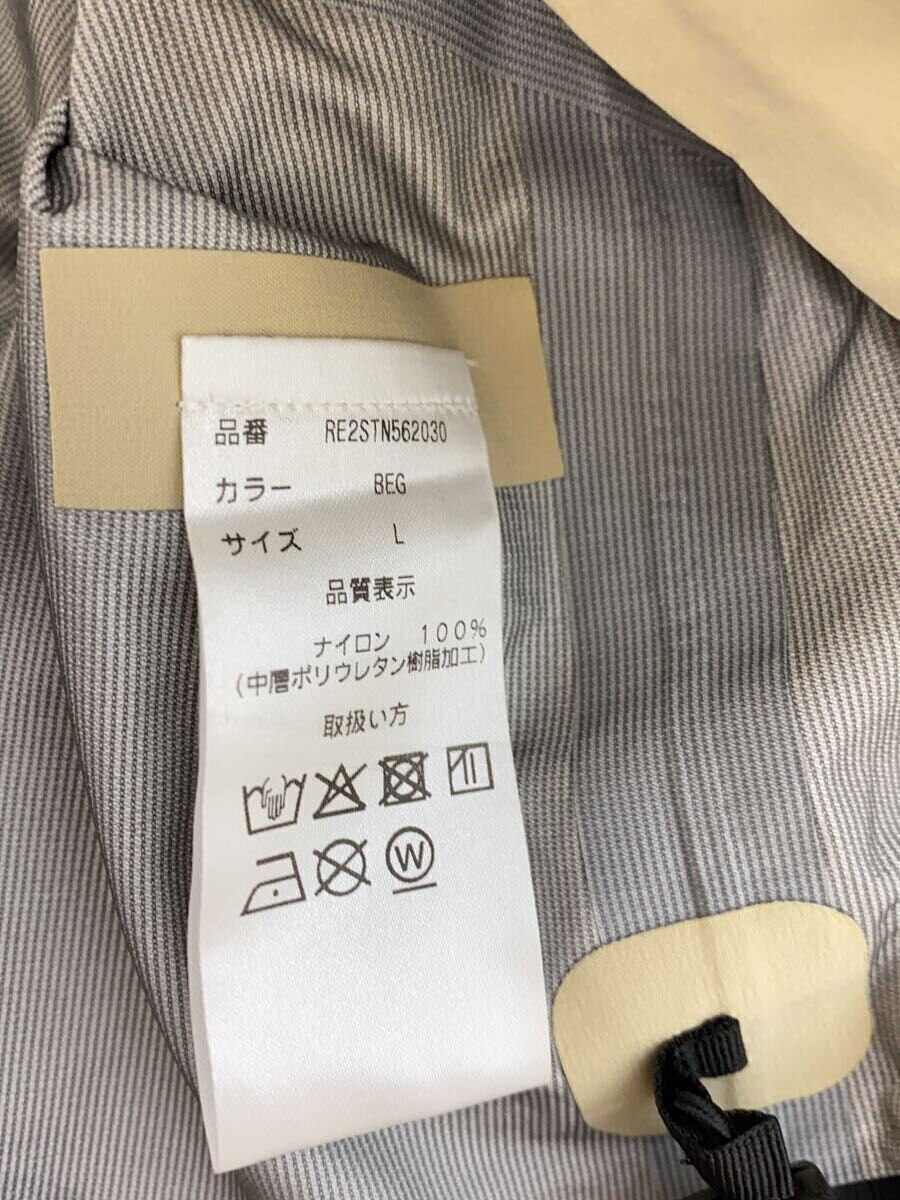 品番 RE2STN562030
カラー BEG
サイズ L
品質表示
ナイロン 100%
(中層ポリウレタン樹脂加工)
取扱い方
W